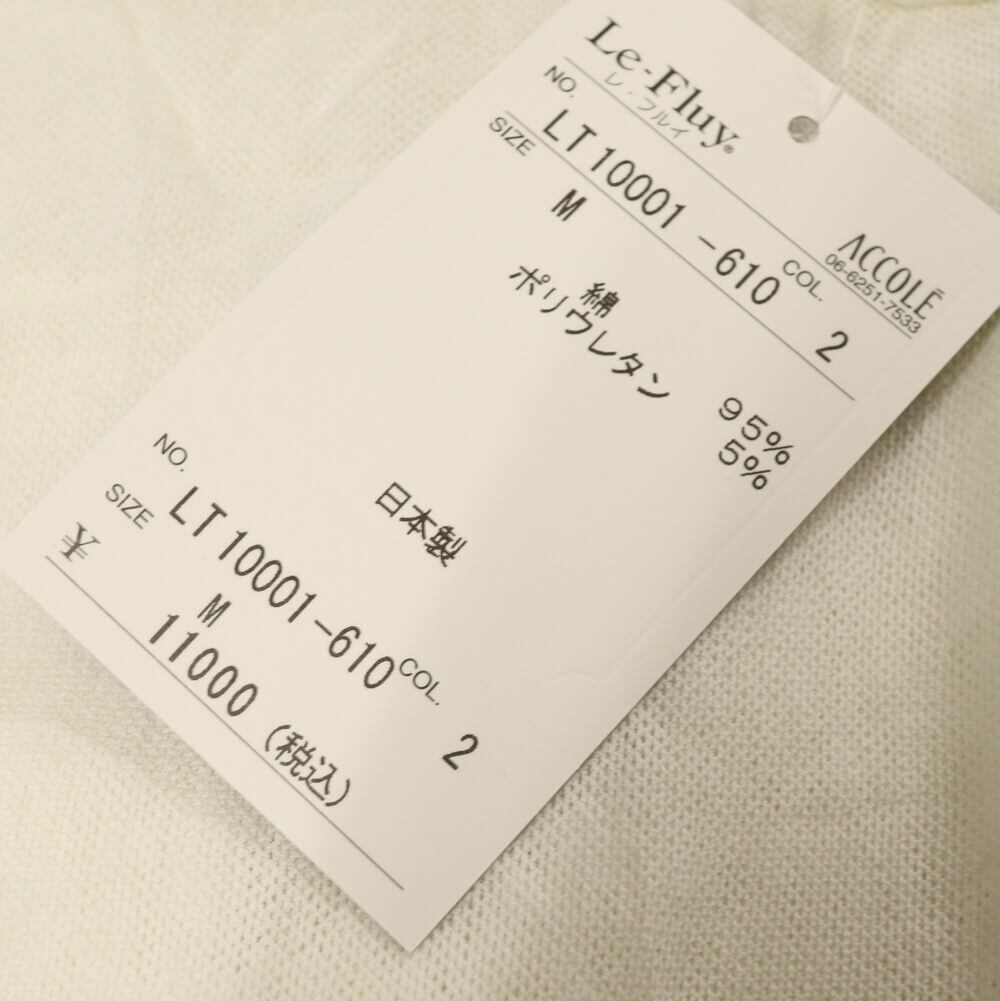 Le-Fluy®
レ・フルイ
ACCOLĒ
06-6251-7533
NO. LT10001-610 COL. 2
SIZE M
綿 95%
ポリウレタン 5%
日本製
NO. LT10001-610 COL. 2
SIZE M
¥ 11000 (税込)